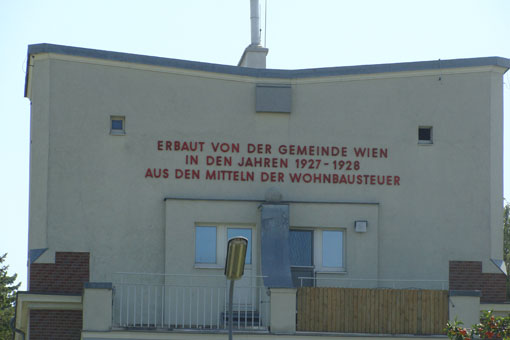 ERBAUT VON DER GEMEINDE WIEN
IN DEN JAHREN 1927-1928
AUS DEN MITTELN DER WOHNBAUSTEUER